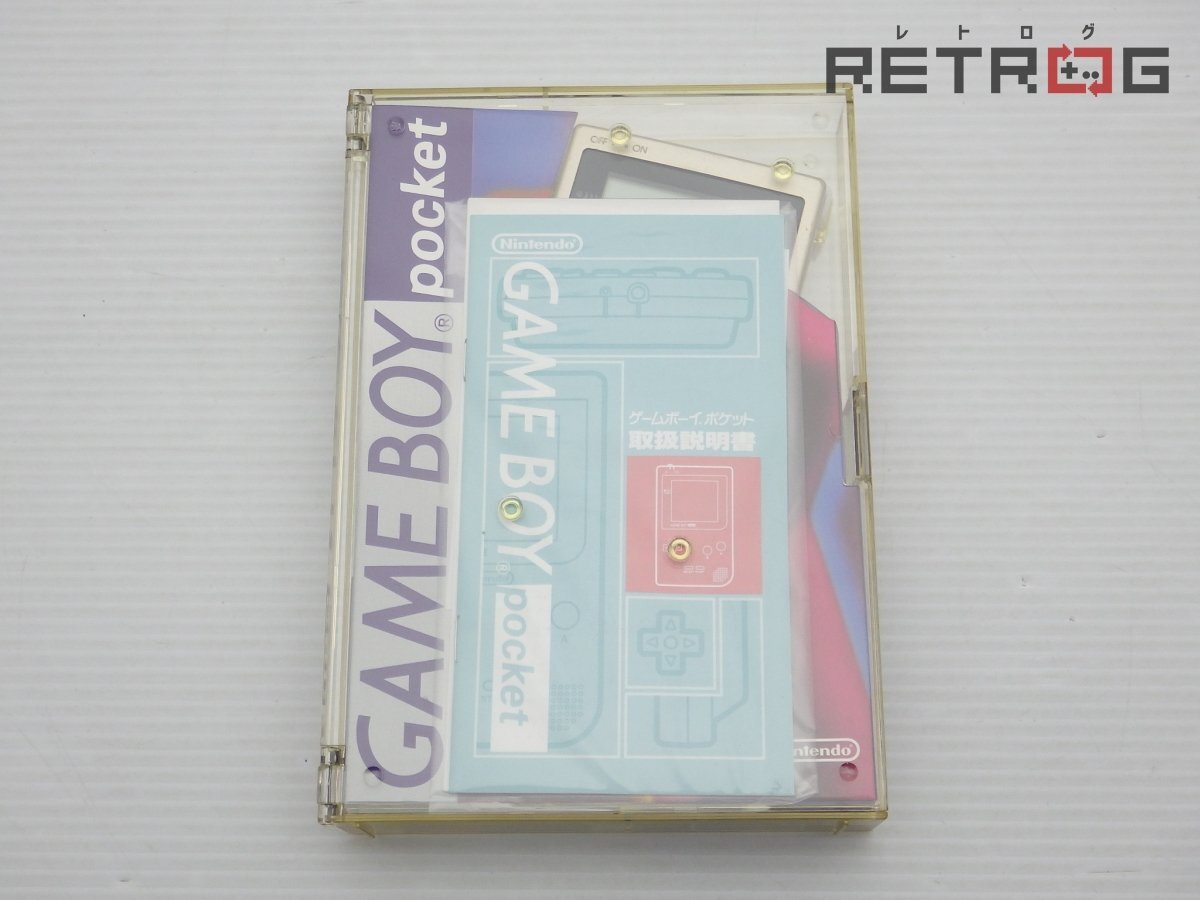 レトログ
RETROG
GAME BOY® pocket
OFF ON
Nintendo®
GAME BOY® pocket
ゲームボーイ®ポケット
取扱説明書
A
ntendo®